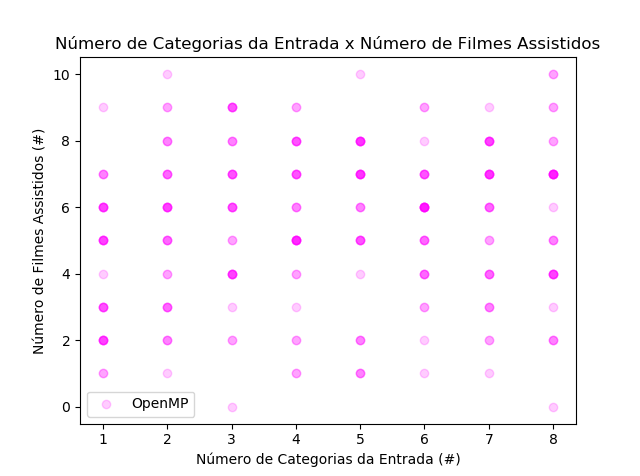 Número de Categorias da Entrada x Número de Filmes Assistidos
10
8
6
4
2
0
Número de Filmes Assistidos (#)
OpenMP
1 2 3 4 5 6 7 8
Número de Categorias da Entrada (#)